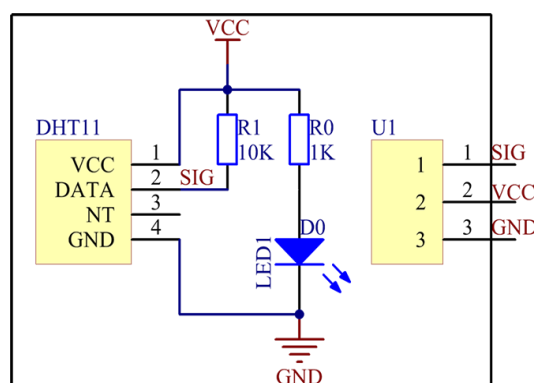 VCC
DHT11
VCC 1
DATA 2 SIG
NT 3
GND 4
R1
10K
R0
1K
D0
LED1
GND
U1
1 1 SIG
2 2 VCC
3 3 GND